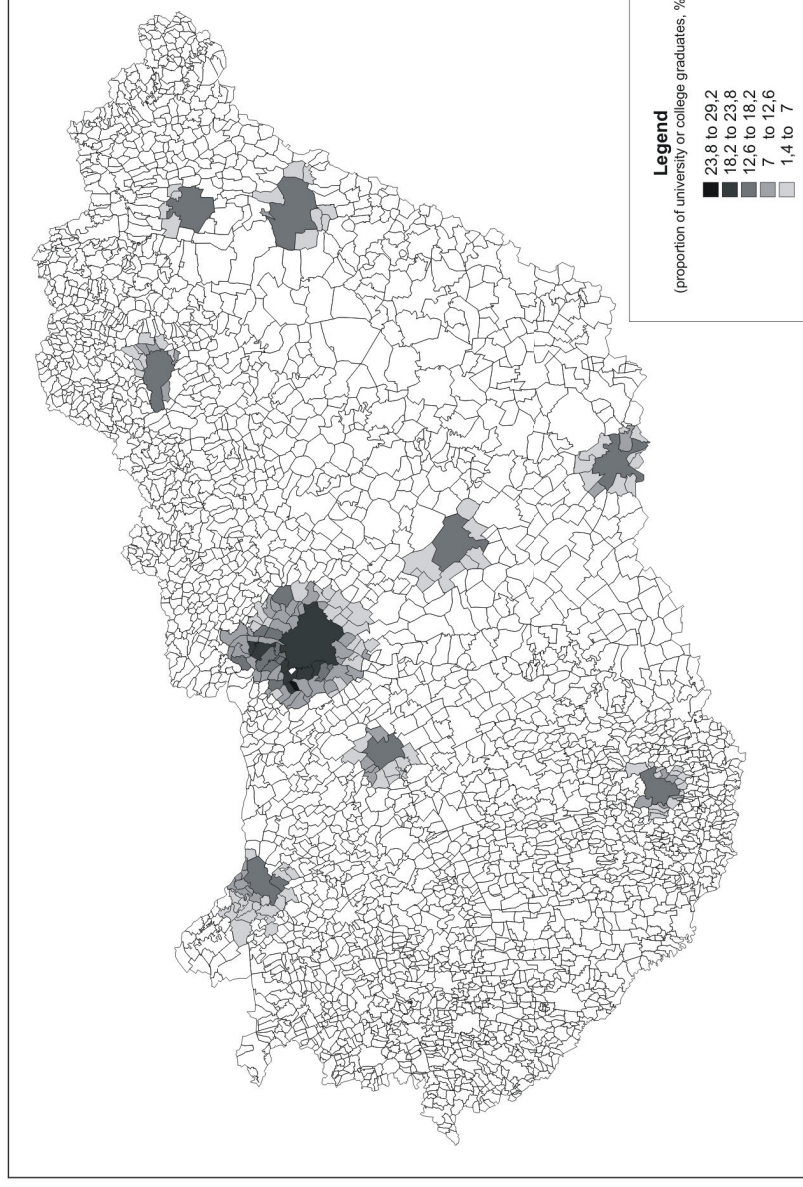 Legend
(proportion of university or college graduates, %
23,8 to 29,2
18,2 to 23,8
12,6 to 18,2
7 to 12,6
1,4 to 7